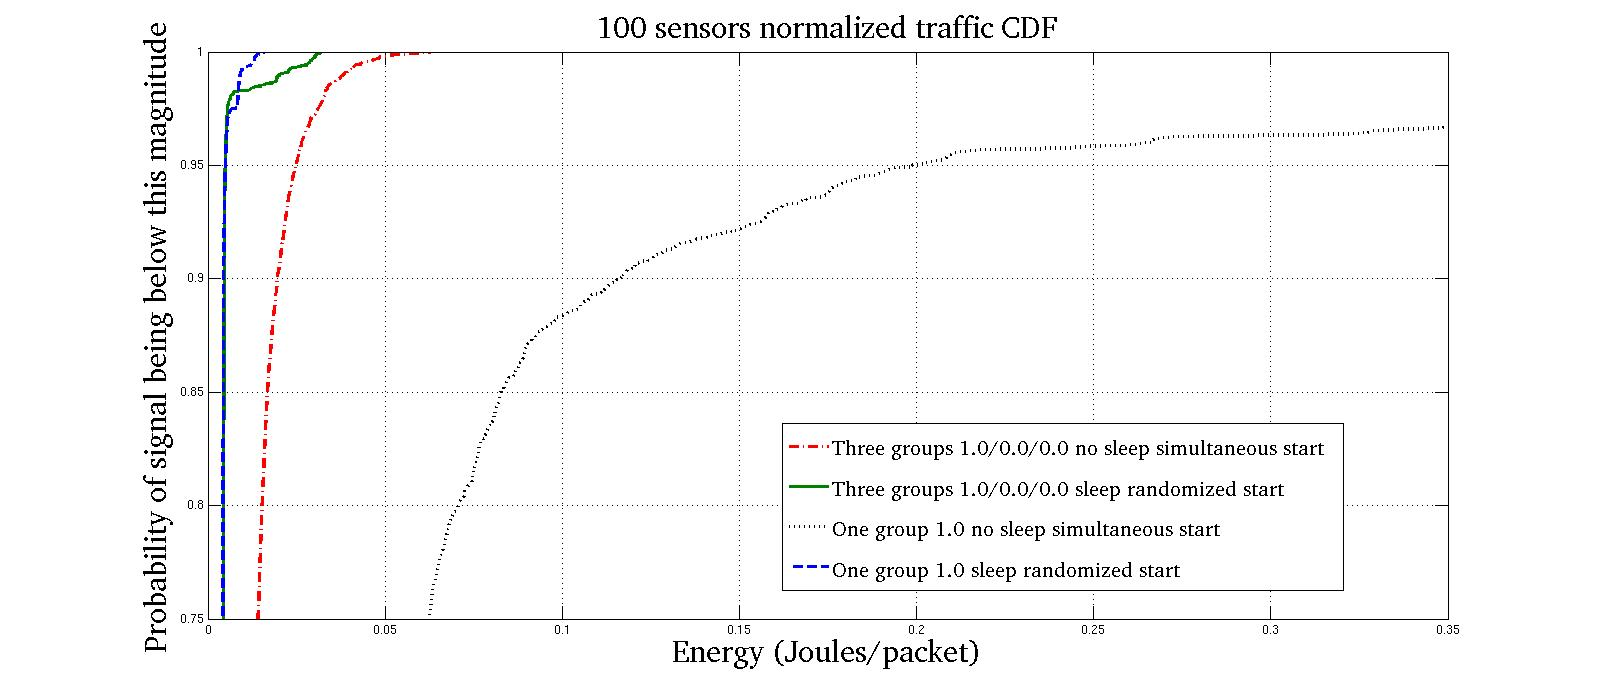 100 sensors normalized traffic CDF
Probability of signal being below this magnitude
1
0.95
0.9
0.85
0.8
0.75
Three groups 1.0/0.0/0.0 no sleep simultaneous start
Three groups 1.0/0.0/0.0 sleep randomized start
One group 1.0 no sleep simultaneous start
One group 1.0 sleep randomized start
0 0.05 0.1 0.15 0.2 0.25 0.3 0.35
Energy (Joules/packet)